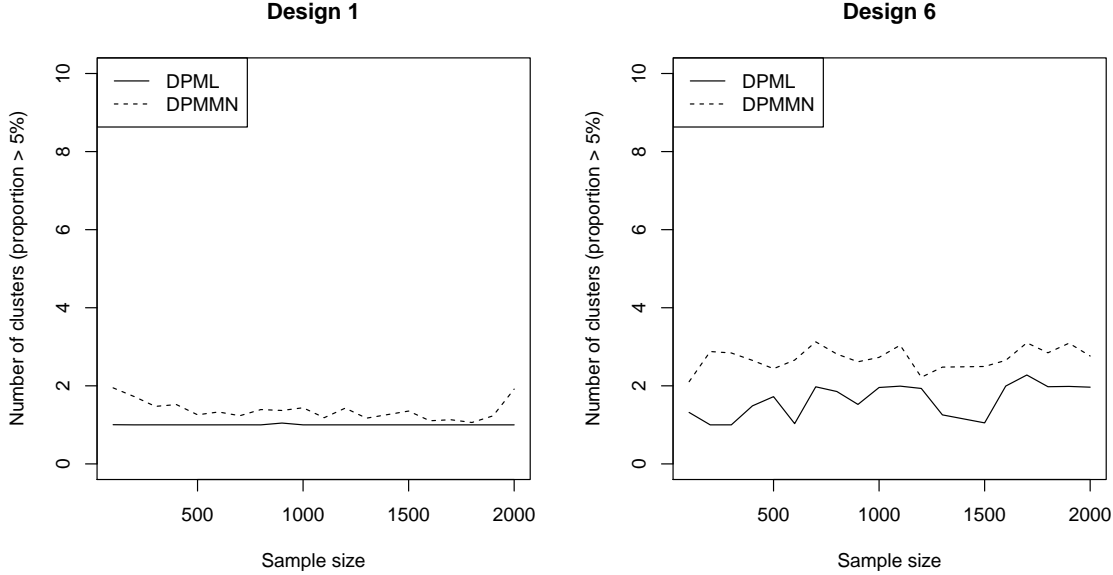 Design 1
DPML
DPMMN
Number of clusters (proportion > 5%)
10
8
6
4
2
0
500 1000 1500 2000
Sample size
Design 6
DPML
DPMMN
Number of clusters (proportion > 5%)
10
8
6
4
2
0
500 1000 1500 2000
Sample size